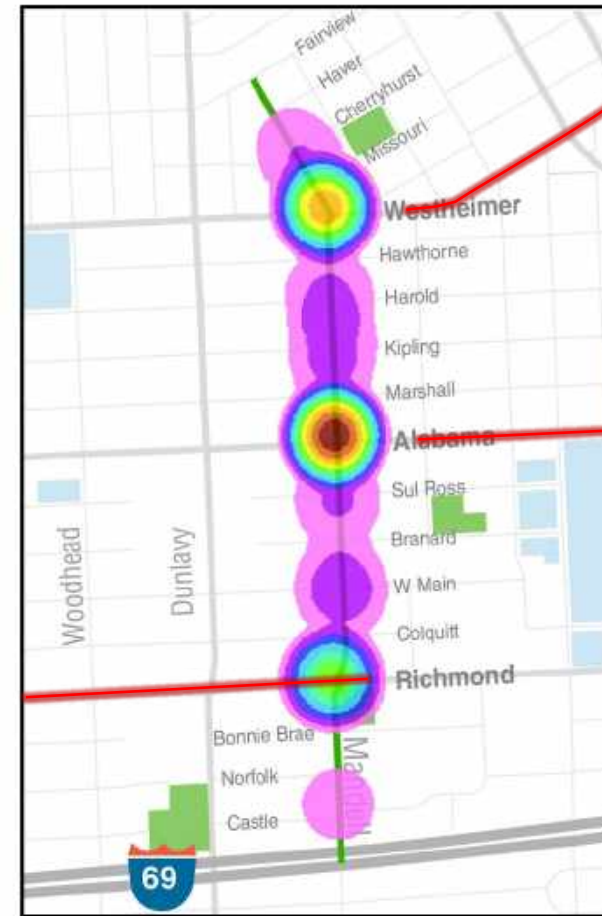 Fairview
Haver
Cherryhurst
Missouri
Westheimer
Hawthorne
Harold
Kipling
Marshall
Alabama
Sul Ross
Branard
W Main
Colquitt
Richmond
Woodhead
Dunlavy
Bonnie Brae
Norfolk
Castle
69